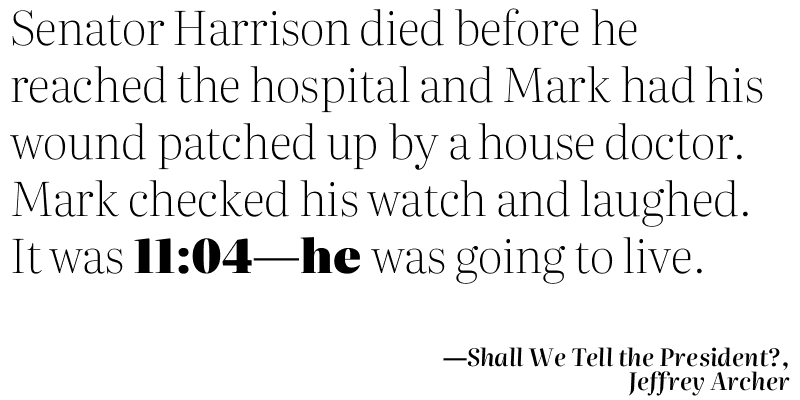 Senator Harrison died before he
reached the hospital and Mark had his
wound patched up by a house doctor.
Mark checked his watch and laughed.
It was 11:04—he was going to live.
—Shall We Tell the President?,
Jeffrey Archer